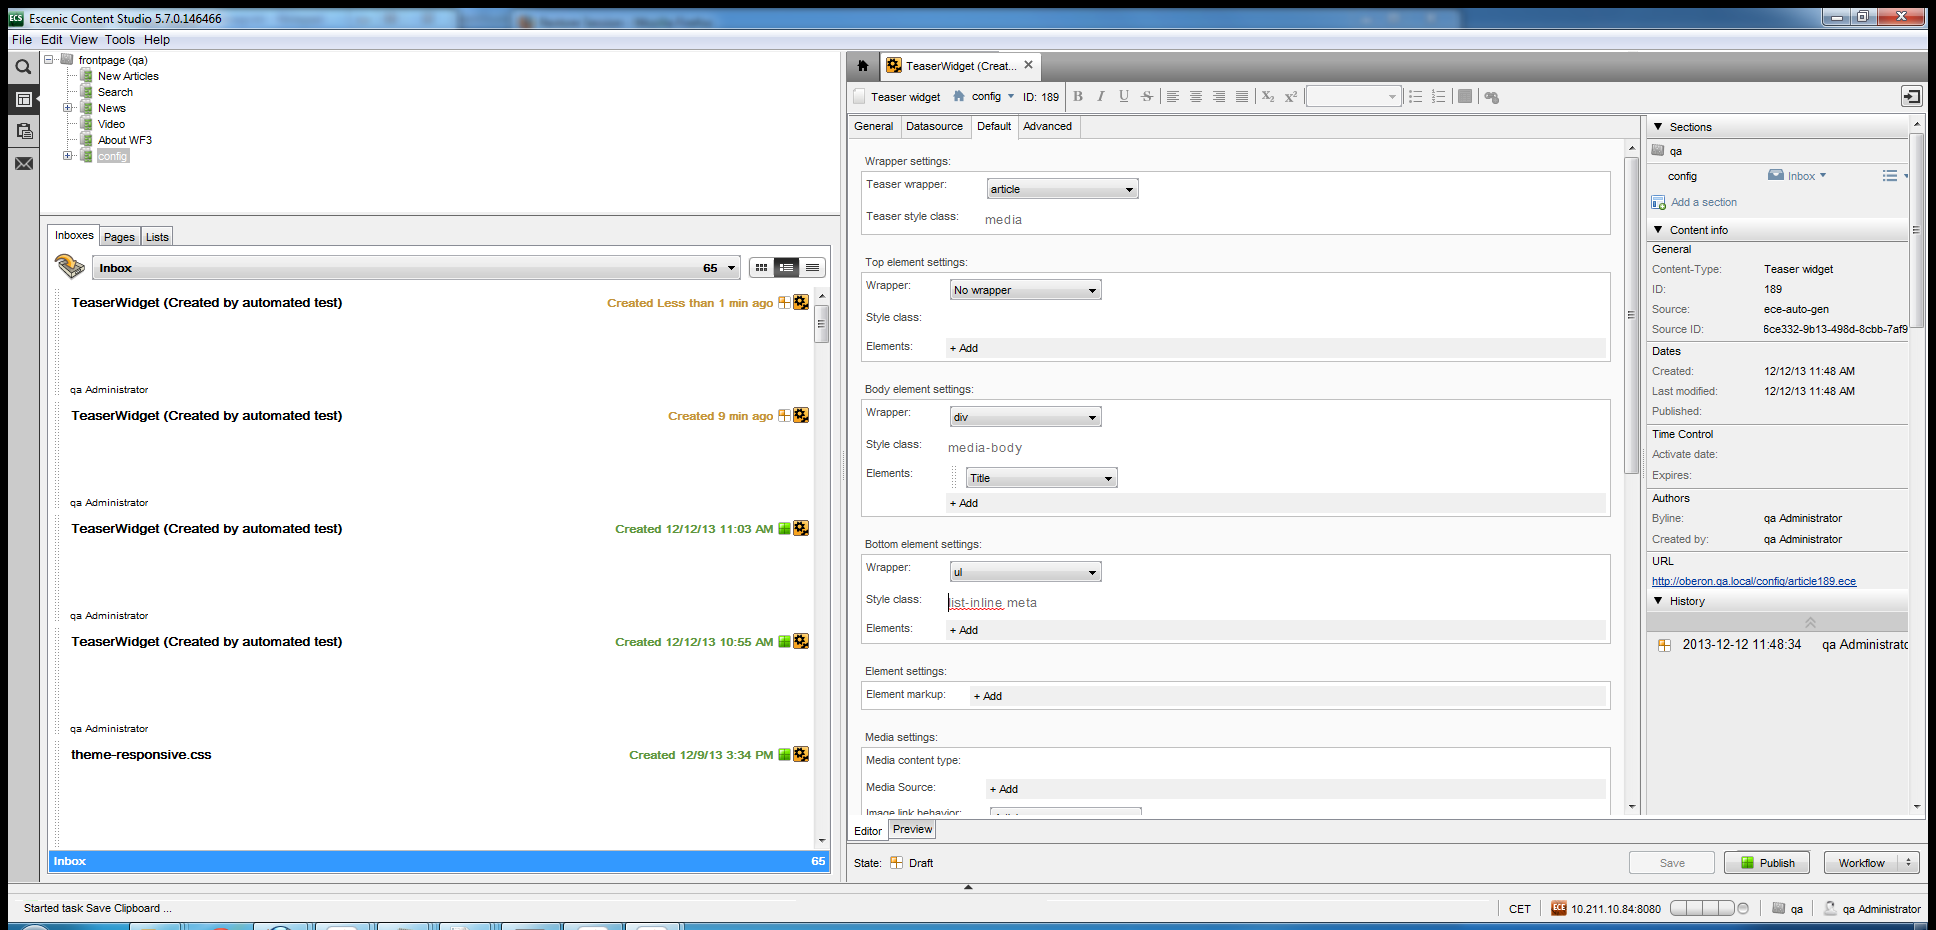 Escenic Content Studio 5.7.0.146466
File Edit View Tools Help
frontpage (qa)
New Articles
Search
News
Video
About WF3
config
Inboxes Pages Lists
Inbox 65
TeaserWidget (Created by automated test) Created Less than 1 min ago
qa Administrator
TeaserWidget (Created by automated test) Created 9 min ago
qa Administrator
TeaserWidget (Created by automated test) Created 12/12/13 11:03 AM
qa Administrator
TeaserWidget (Created by automated test) Created 12/12/13 10:55 AM
qa Administrator
theme-responsive.css Created 12/9/13 3:34 PM
Inbox 65
TeaserWidget (Creat...
Teaser widget config ID: 189 B I U S X2 X2
General Datasource Default Advanced
Wrapper settings:
Teaser wrapper: article
Teaser style class: media
Top element settings:
Wrapper: No wrapper
Style class:
Elements: + Add
Body element settings:
Wrapper: div
Style class: media-body
Elements: Title
+ Add
Bottom element settings:
Wrapper: ul
Style class: list-inline meta
Elements: + Add
Element settings:
Element markup: + Add
Media settings:
Media content type:
Media Source: + Add
Image link behavior:
Editor Preview
State: Draft
Save Publish Workflow
Sections
qa
config Inbox
Add a section
Content info
General
Content-Type: Teaser widget
ID: 189
Source: ece-auto-gen
Source ID: 6ce332-9b13-498d-8cbb-7af9
Dates
Created: 12/12/13 11:48 AM
Last modified: 12/12/13 11:48 AM
Published:
Time Control
Activate date:
Expires:
Authors
Byline: qa Administrator
Created by: qa Administrator
URL
http://oberon.qa.local/config/article189.ece
History
2013-12-12 11:48:34 qa Administratc
Started task Save Clipboard ...
CET ECE 10.211.10.84:8080 qa qa Administrator